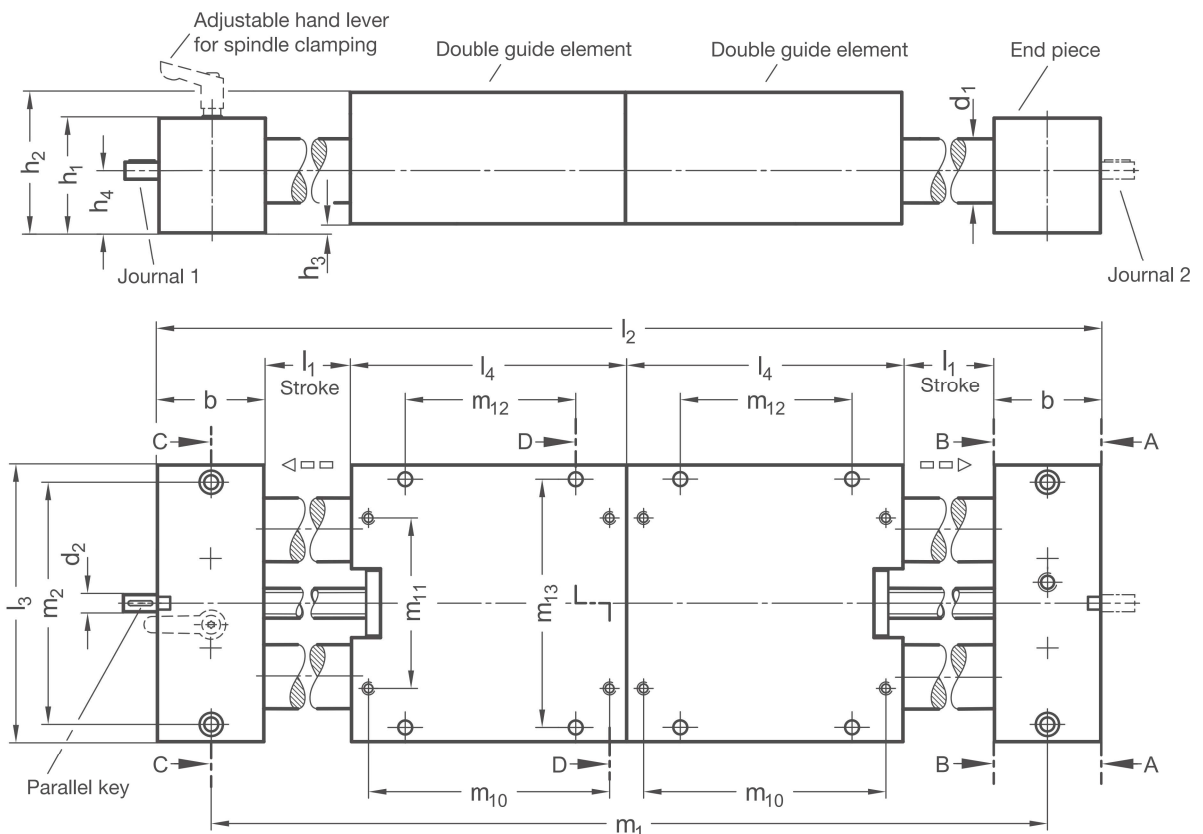 Adjustable hand lever
for spindle clamping
Double guide element
Double guide element
End piece
d1
h2
h1
h4
h3
Journal 1
Journal 2
l2
l1
l4
l4
l1
Stroke
Stroke
b
m12
m12
b
C
D
B
A
l3
m2
d2
m11
m13
C
D
B
A
Parallel key
m10
m10
m1